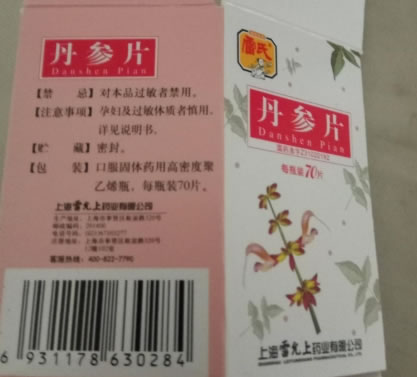 丹参片
Danshen Pian
【禁　　忌】对本品过敏者禁用。
【注意事项】孕妇及过敏体质者慎用,
详见说明书.
【贮　　藏】密封.
【包　　装】口服固体药用高密度聚
乙烯瓶，每瓶装70片。
上海雷允上药业有限公司
客服热线: 400-822-7790
6 931178 630284
雷氏
丹参片
Danshen Pian
每瓶装70片
上海雷允上药业有限公司